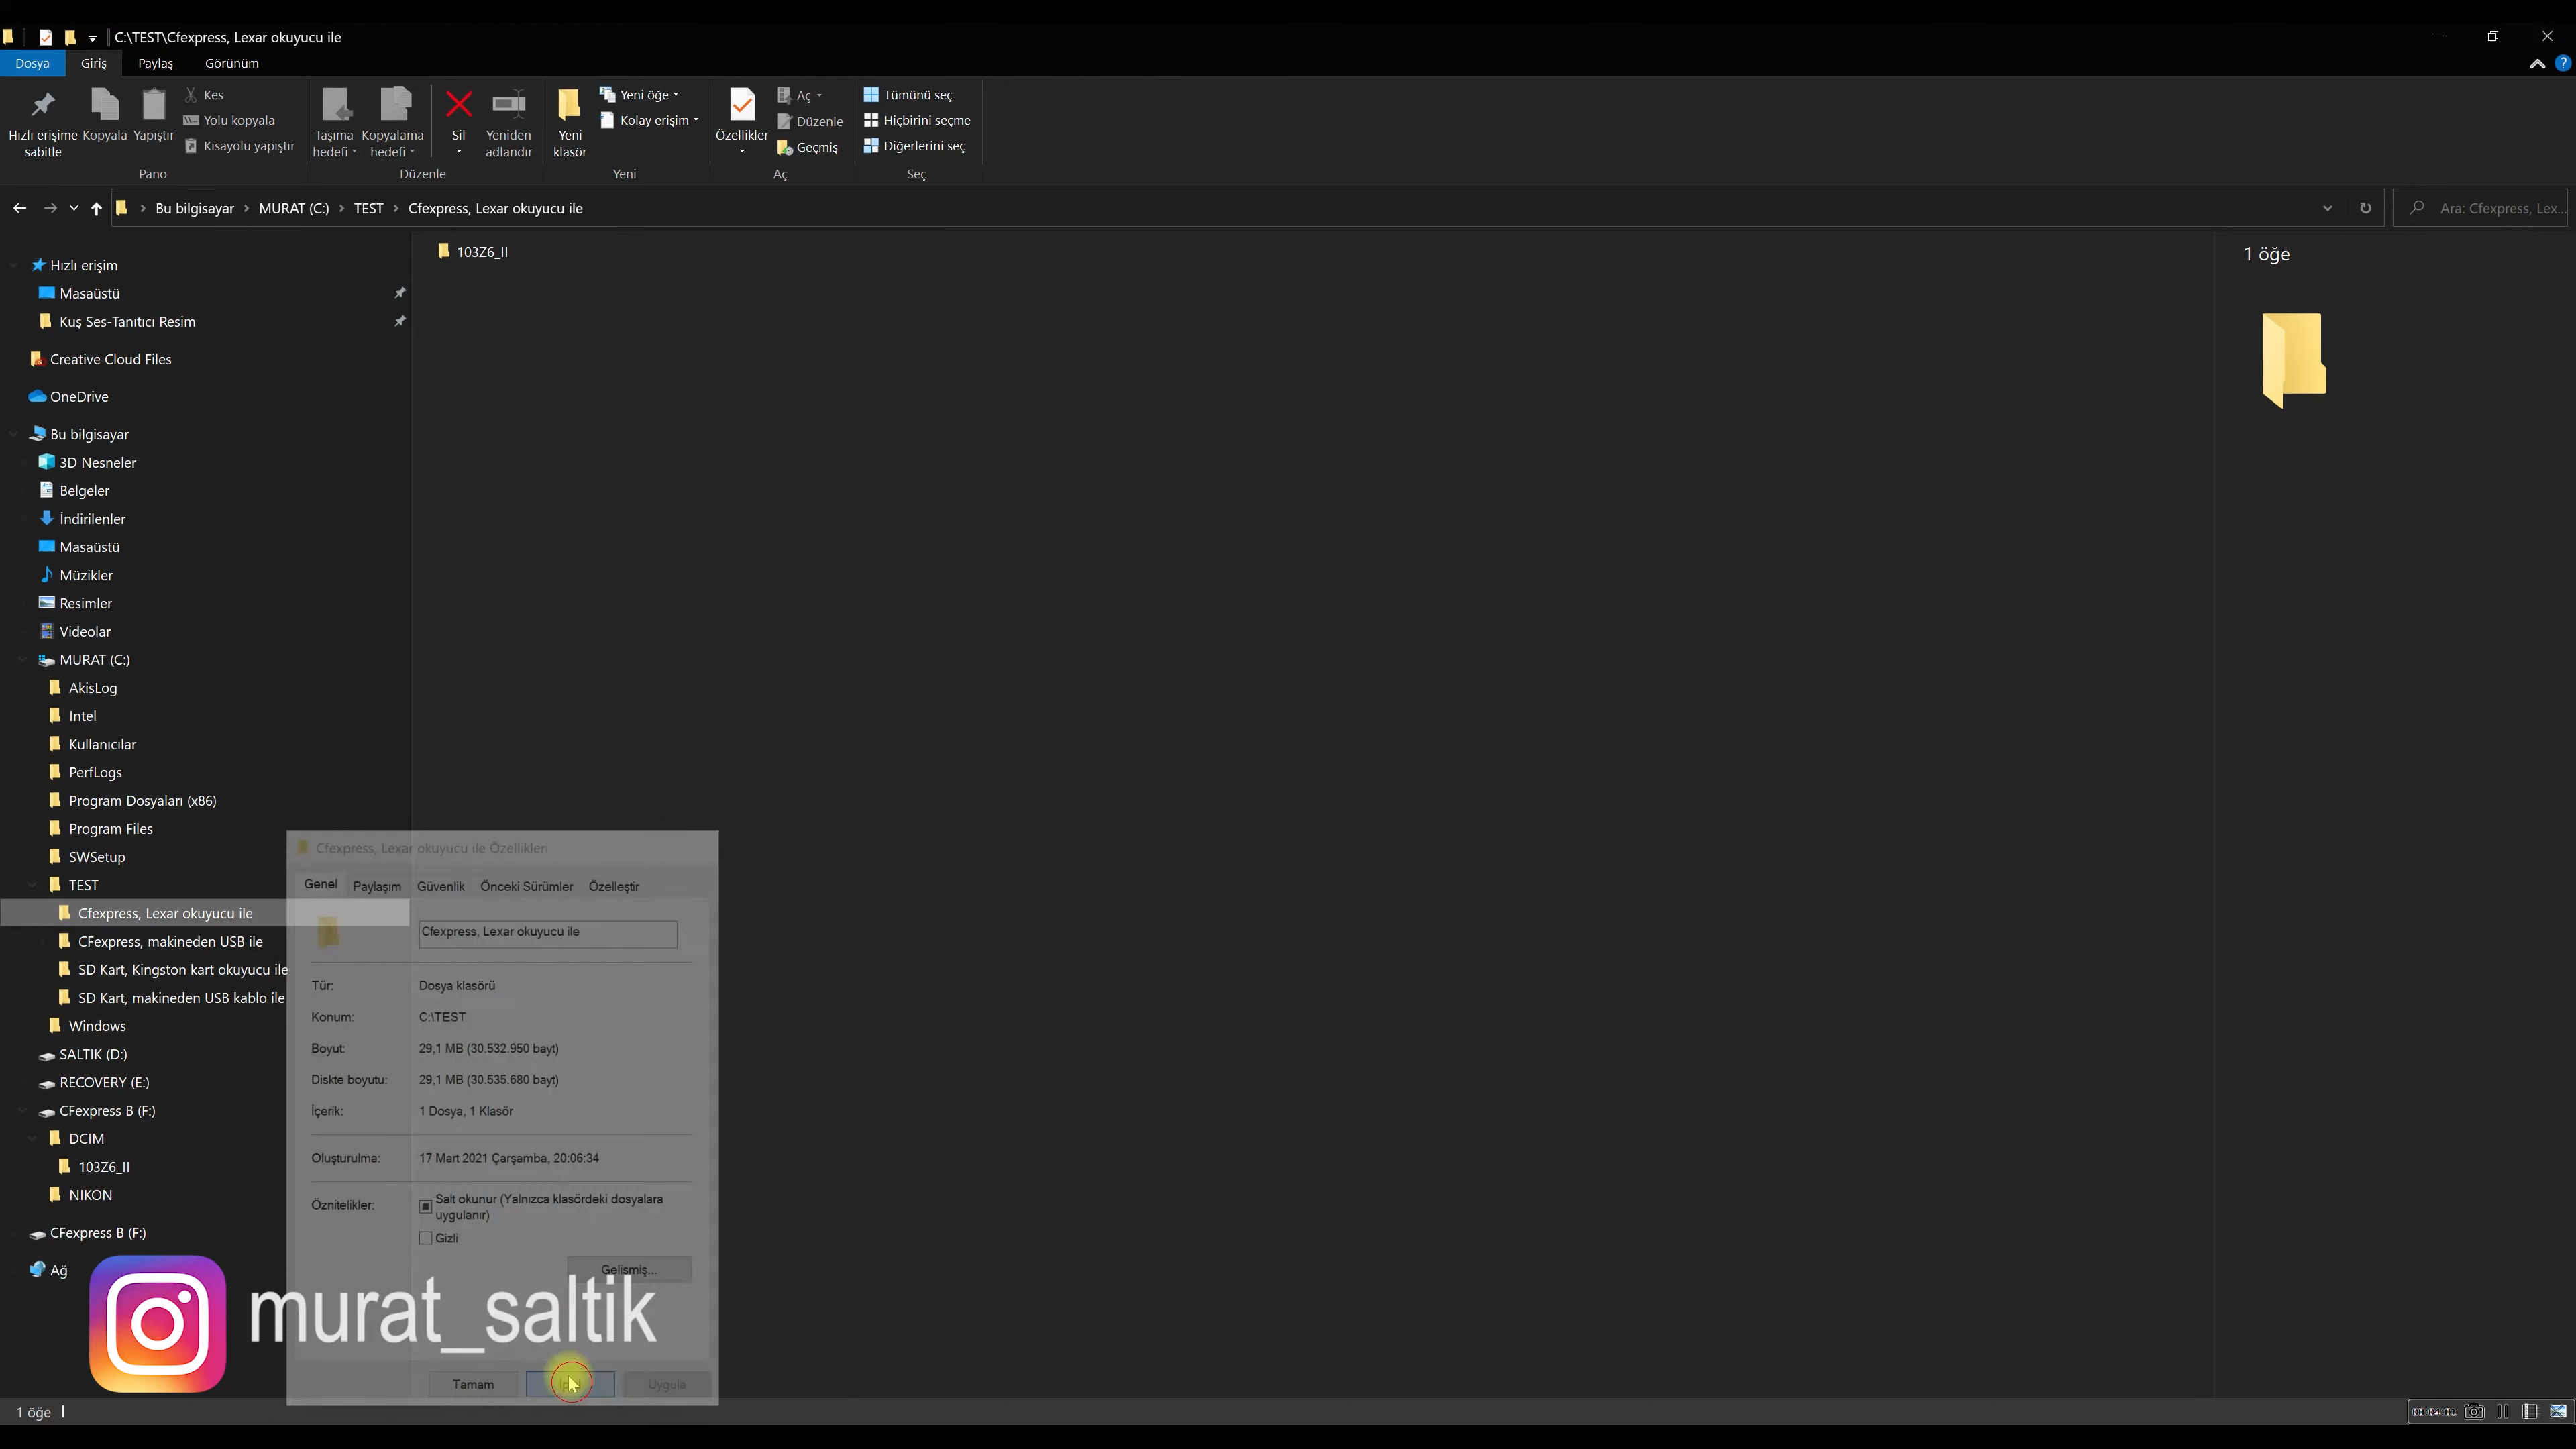 C:\TEST\Cfexpress, Lexar okuyucu ile
Dosya
Giriş
Paylaş
Görünüm
Hızlı erişime
sabitle
Kopyala
Yapıştır
Kes
Yolu kopyala
Kısayolu yapıştır
Pano
Taşıma
hedefi
Kopyalama
hedefi
Sil
Yeniden
adlandır
Düzenle
Yeni
klasör
Yeni öğe
Kolay erişim
Yeni
Özellikler
Aç
Düzenle
Geçmiş
Aç
Tümünü seç
Hiçbirini seçme
Diğerlerini seç
Seç
Bu bilgisayar
MURAT (C:)
TEST
Cfexpress, Lexar okuyucu ile
Ara: Cfexpress, Lex...
Hızlı erişim
Masaüstü
Kuş Ses-Tanıtıcı Resim
Creative Cloud Files
OneDrive
Bu bilgisayar
3D Nesneler
Belgeler
İndirilenler
Masaüstü
Müzikler
Resimler
Videolar
MURAT (C:)
AkisLog
Intel
Kullanıcılar
PerfLogs
Program Dosyaları (x86)
Program Files
SWSetup
TEST
Cfexpress, Lexar okuyucu ile
CFexpress, makineden USB ile
SD Kart, Kingston kart okuyucu ile
SD Kart, makineden USB kablo ile
Windows
SALTIK (D:)
RECOVERY (E:)
CFexpress B (F:)
DCIM
103Z6_II
NIKON
CFexpress B (F:)
Ağ
103Z6_II
1 öğe
Cfexpress, Lexar okuyucu ile Özellikleri
Genel
Paylaşım
Güvenlik
Önceki Sürümler
Özelleştir
Cfexpress, Lexar okuyucu ile
Tür: Dosya klasörü
Konum: C:\TEST
Boyut: 29,1 MB (30.532.950 bayt)
Diskte boyutu: 29,1 MB (30.535.680 bayt)
İçerik: 1 Dosya, 1 Klasör
Oluşturulma: 17 Mart 2021 Çarşamba, 20:06:34
Öznitelikler: Salt okunur (Yalnızca klasördeki dosyalara
uygulanır)
Gizli
Gelişmiş...
murat_saltik
Tamam
Uygula
1 öğe